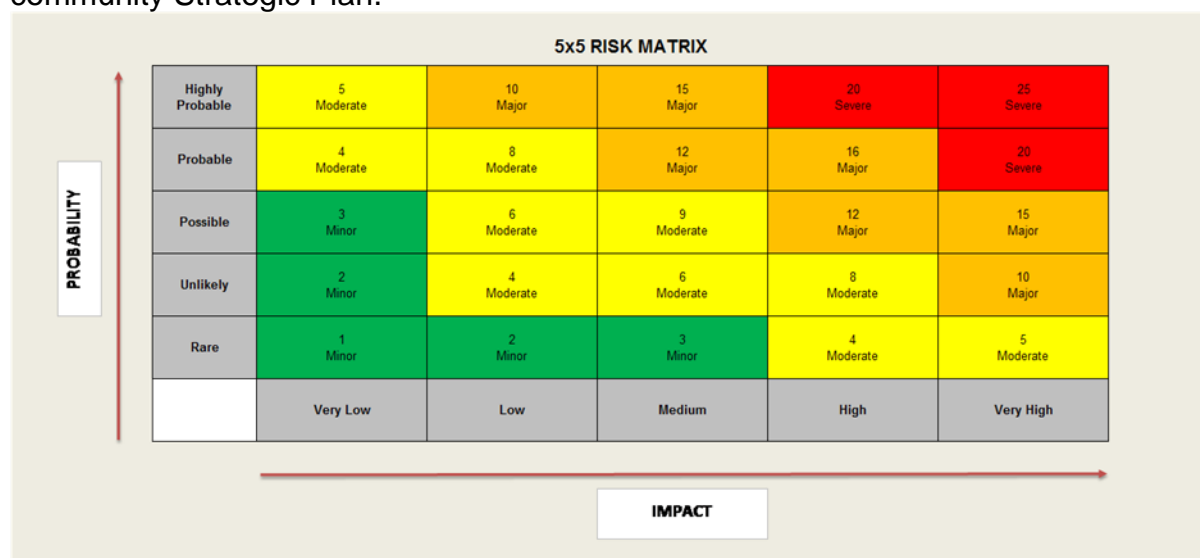 community Strategic Plan.
5x5 RISK MATRIX
Highly
Probable
5
Moderate
10
Major
15
Major
20
Severe
25
Severe
Probable
4
Moderate
8
Moderate
12
Major
16
Major
20
Severe
Possible
3
Minor
6
Moderate
9
Moderate
12
Major
15
Major
Unlikely
2
Minor
4
Moderate
6
Moderate
8
Moderate
10
Major
Rare
1
Minor
2
Minor
3
Minor
4
Moderate
5
Moderate
Very Low
Low
Medium
High
Very High
PROBABILITY
IMPACT